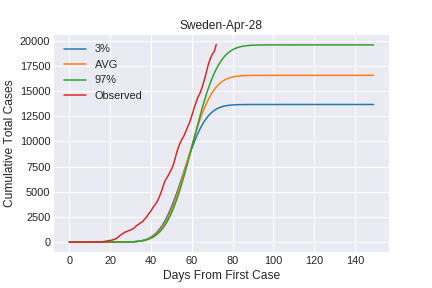 Sweden-Apr-28
3%
AVG
97%
Observed
Cumulative Total Cases
20000
17500
15000
12500
10000
7500
5000
2500
0
0 20 40 60 80 100 120 140
Days From First Case